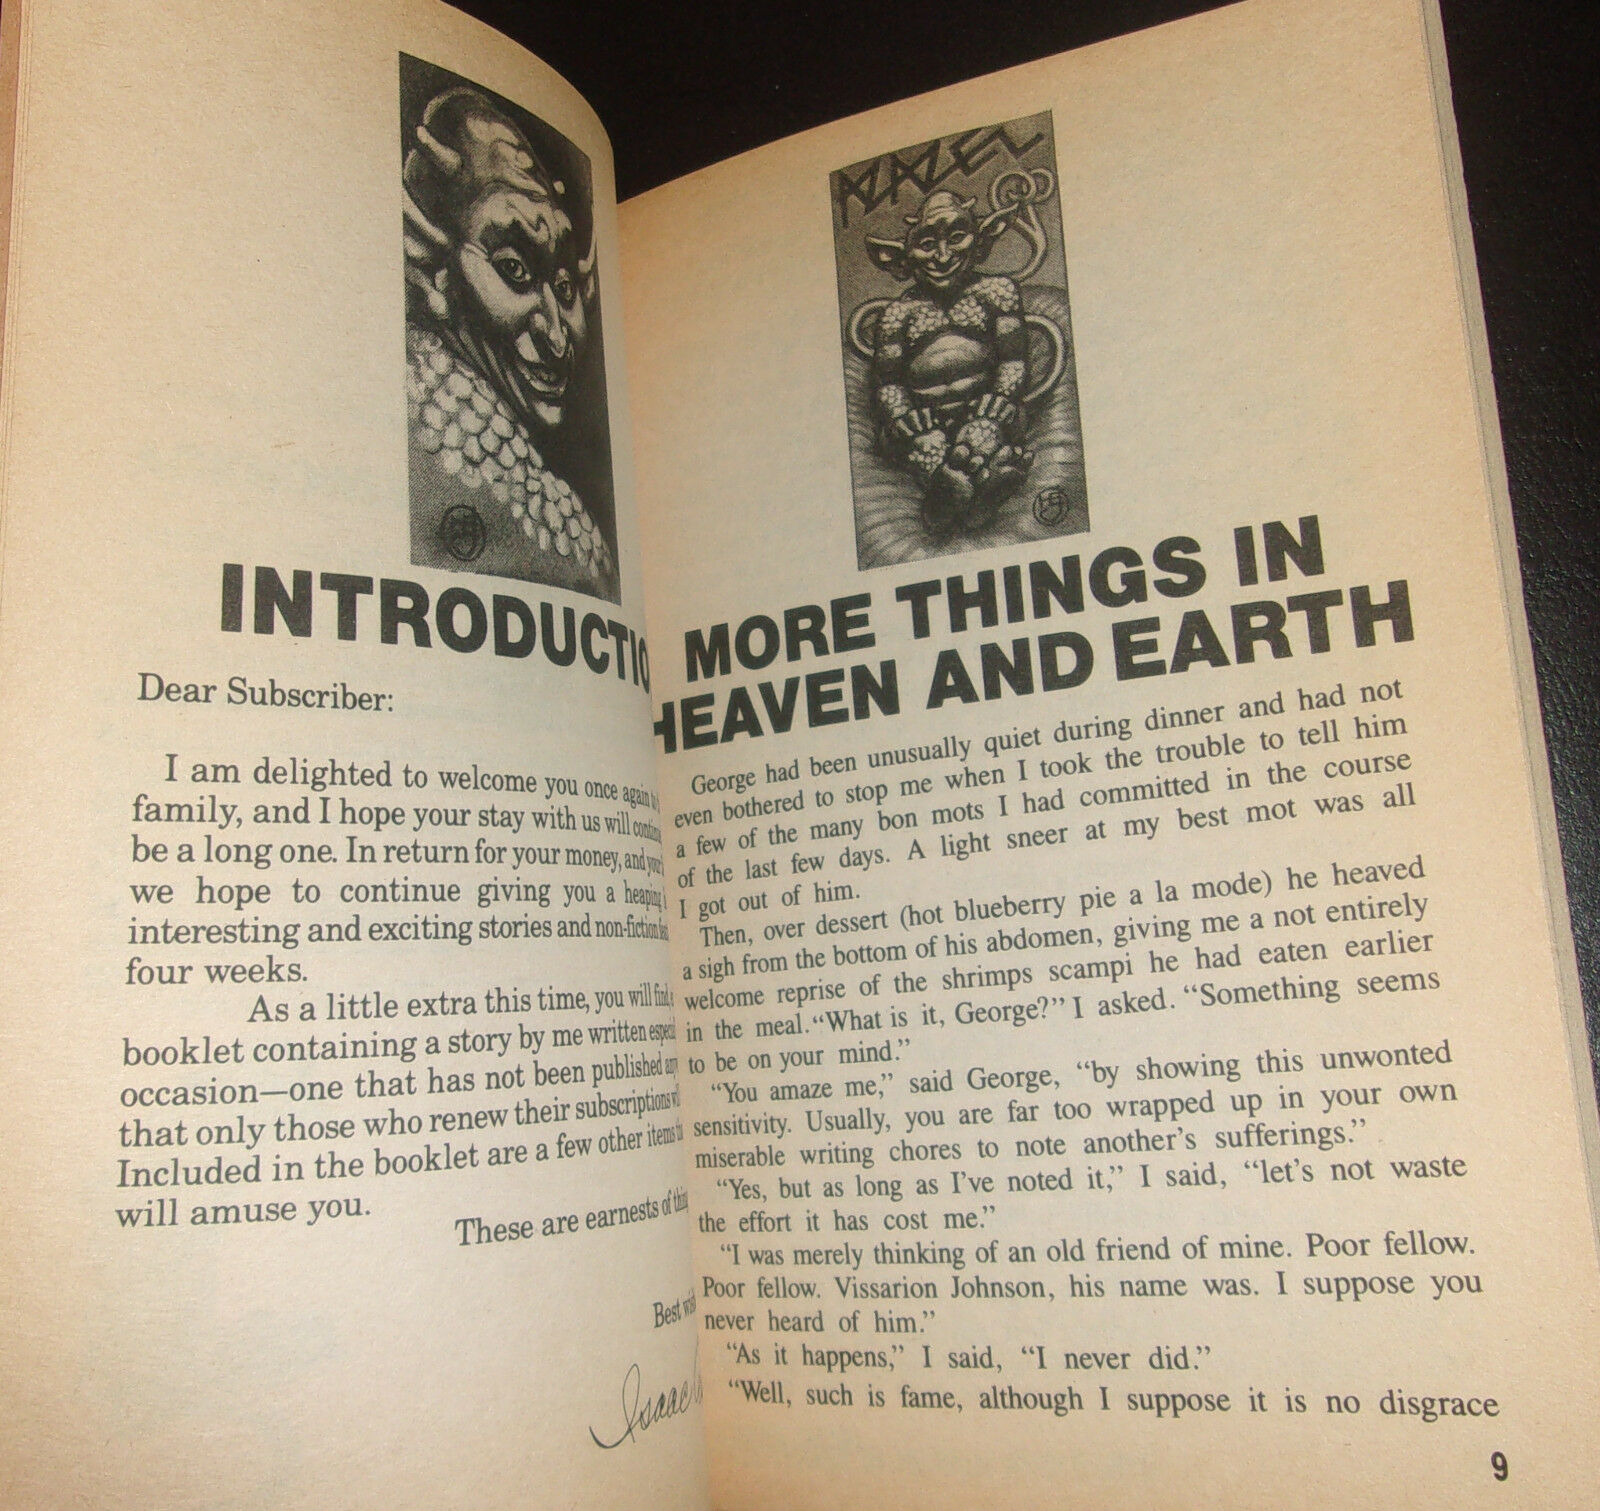 INTRODUCTIO
Dear Subscriber:
I am delighted to welcome you once again
family, and I hope your stay with us will
be a long one. In return for your money, and
we hope to continue giving you a heaping
interesting and exciting stories and non-fiction
four weeks.
As a little extra this time, you will find
booklet containing a story by me written
occasion—one that has not been published
that only those who renew their subscriptions
Included in the booklet are a few other items
will amuse you.
These are earnests of
Best
Isaac
AZAZEL
MORE THINGS IN
HEAVEN AND EARTH
George had been unusually quiet during dinner and had not
even bothered to stop me when I took the trouble to tell him
a few of the many bon mots I had committed in the course
of the last few days. A light sneer at my best mot was all
I got out of him.
Then, over dessert (hot blueberry pie a la mode) he heaved
a sigh from the bottom of his abdomen, giving me a not entirely
welcome reprise of the shrimps scampi he had eaten earlier
in the meal. “What is it, George?” I asked. “Something seems
to be on your mind.”
“You amaze me,” said George, “by showing this unwonted
sensitivity. Usually, you are far too wrapped up in your own
miserable writing chores to note another’s sufferings.”
“Yes, but as long as I’ve noted it,” I said, “let’s not waste
the effort it has cost me.”
“I was merely thinking of an old friend of mine. Poor fellow.
Poor fellow. Vissarion Johnson, his name was. I suppose you
never heard of him.”
“As it happens,” I said, “I never did.”
“Well, such is fame, although I suppose it is no disgrace
9